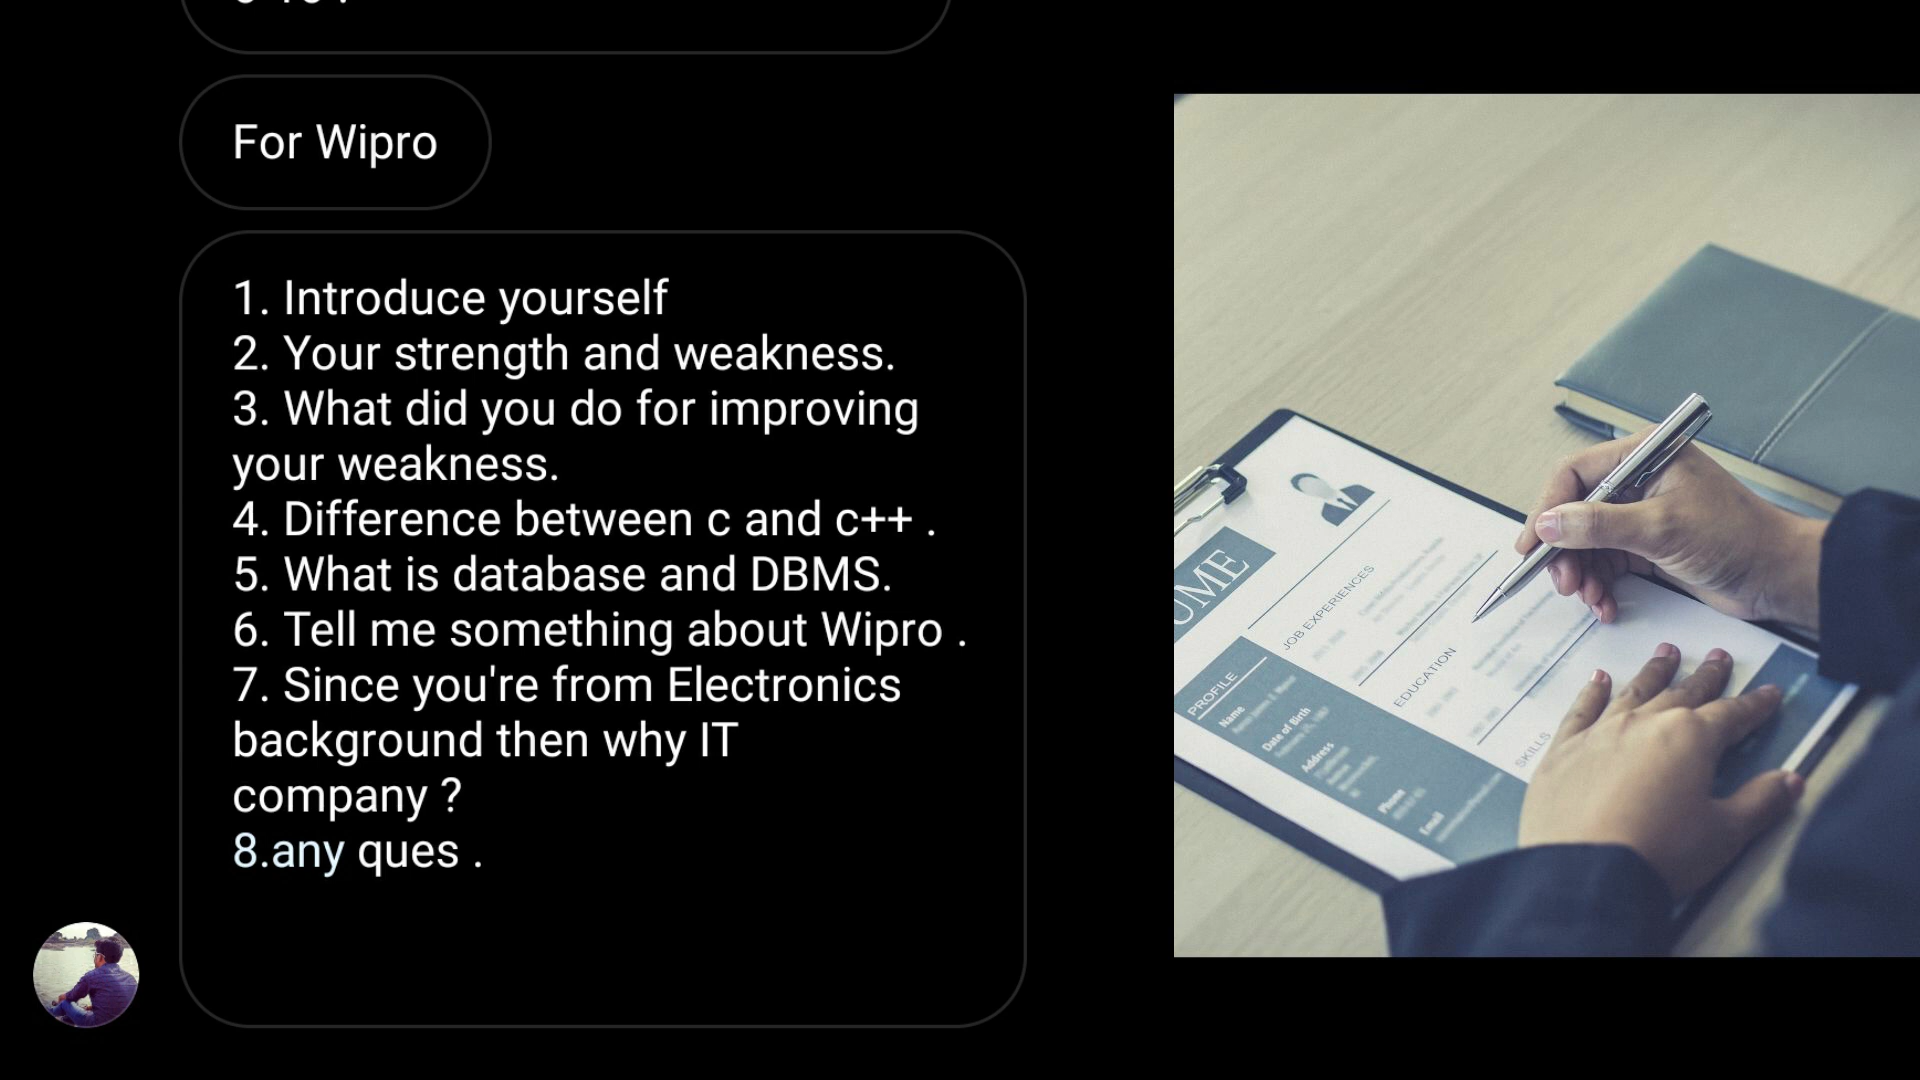 For Wipro
1. Introduce yourself
2. Your strength and weakness.
3. What did you do for improving
your weakness.
4. Difference between c and c++ .
5. What is database and DBMS.
6. Tell me something about Wipro .
7. Since you're from Electronics
background then why IT
company ?
8.any ques .
UME
JOB EXPERIENCES
EDUCATION
SKILLS
PROFILE
Name
Date of Birth
Address
Phone
Email